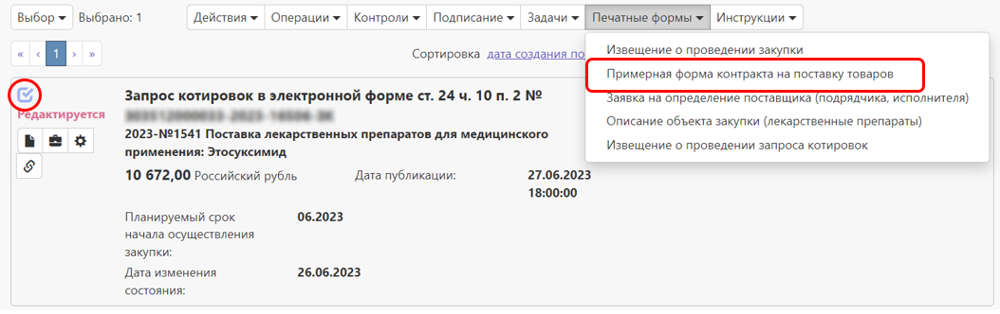 Выбор Выбрано: 1 Действия Операции Контроли Подписание Задачи Печатные формы Инструкции
« ‹ 1 › » Сортировка дата создания по
Извещение о проведении закупки
Примерная форма контракта на поставку товаров
Заявка на определение поставщика (подрядчика, исполнителя)
Описание объекта закупки (лекарственные препараты)
Извещение о проведении запроса котировок
Запрос котировок в электронной форме ст. 24 ч. 10 п. 2 №
Редактируется
2023-№1541 Поставка лекарственных препаратов для медицинского
применения: Этосуксимид
10 672,00 Российский рубль Дата публикации: 27.06.2023
18:00:00
Планируемый срок 06.2023
начала осуществления
закупки:
Дата изменения 26.06.2023
состояния: